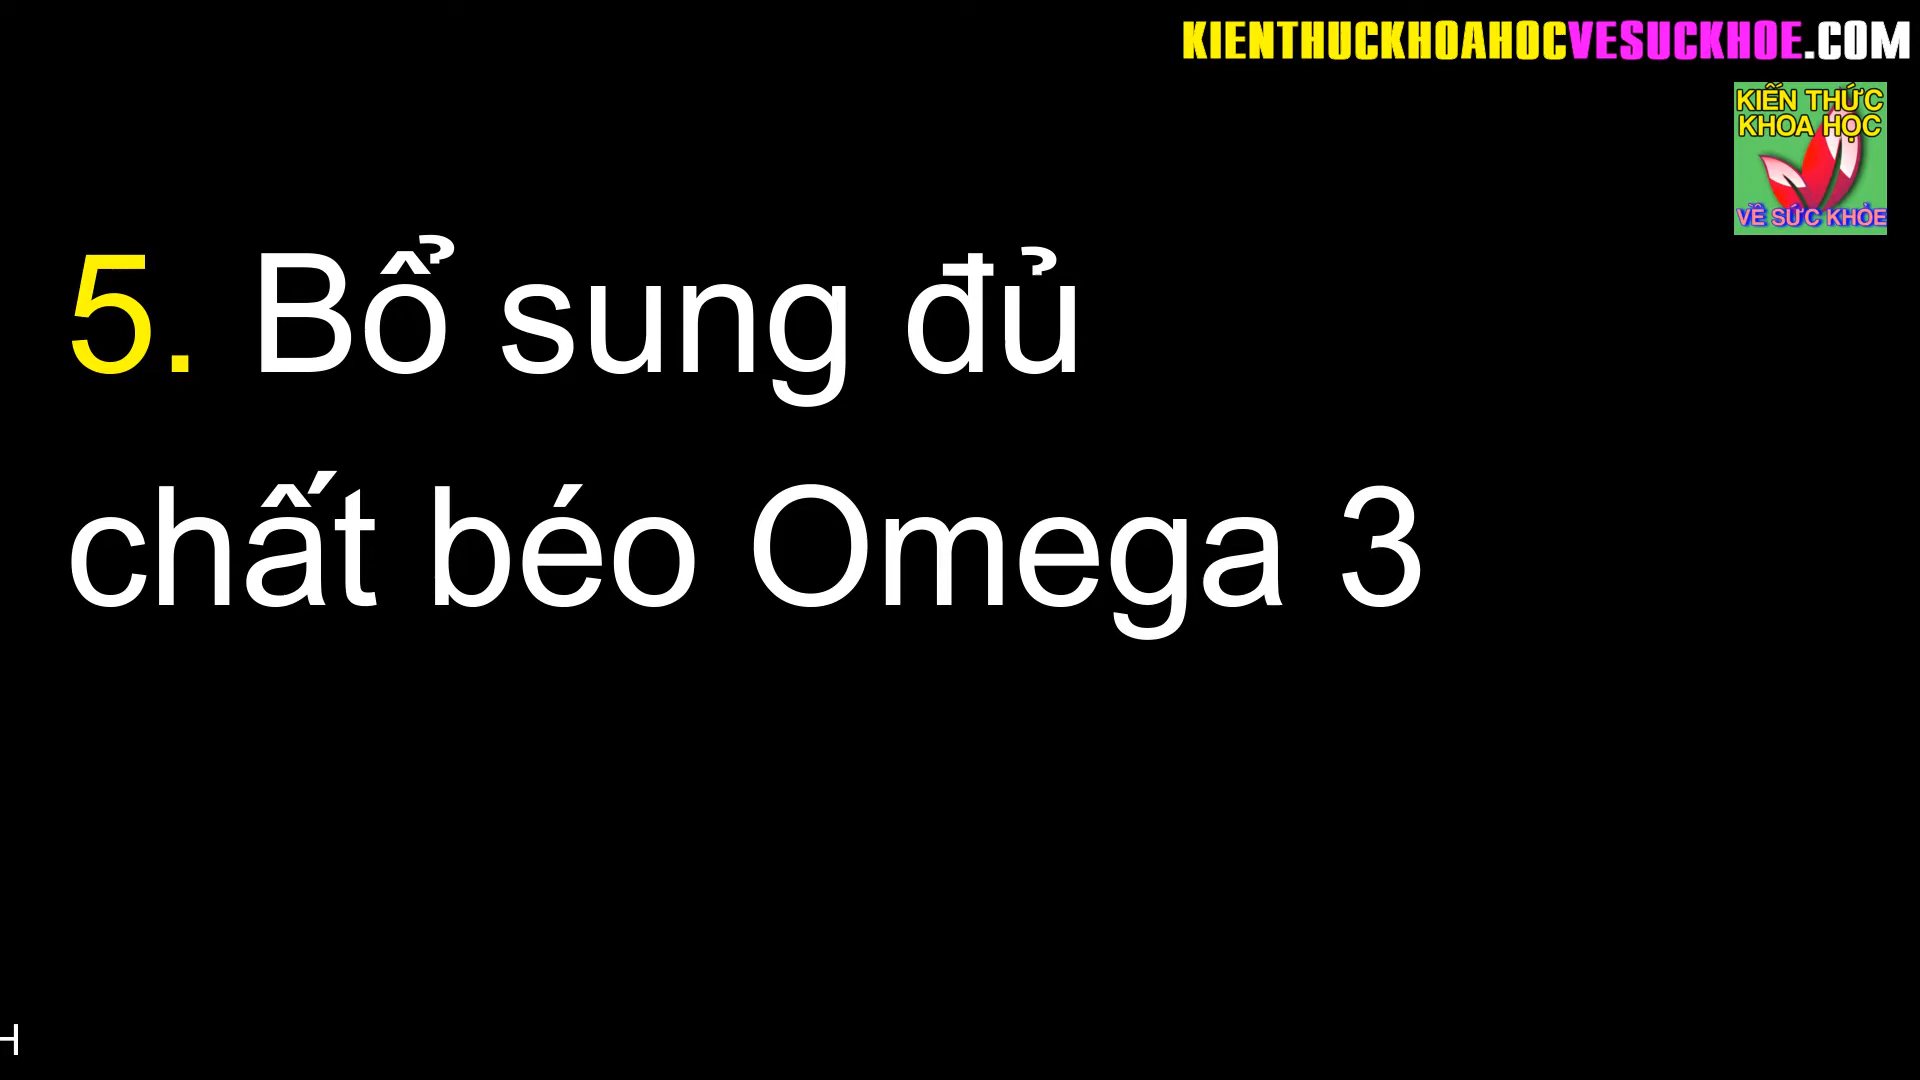 KIENTHUCKHOAHOCVESUCKHOE.COM
KIẾN THỨC
KHOA HỌC
VỀ SỨC KHỎE
5. Bổ sung đủ
chất béo Omega 3